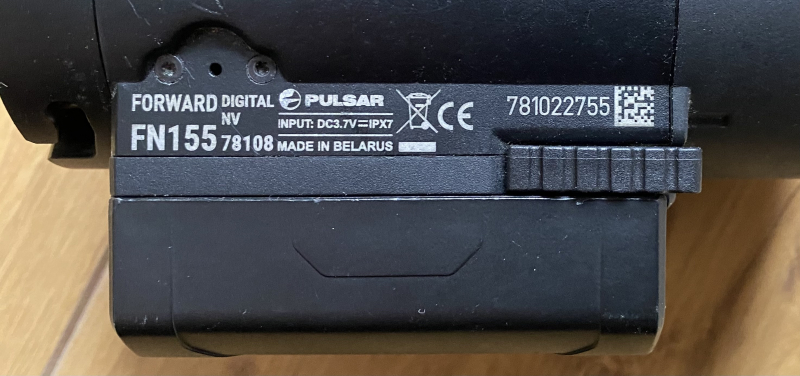 FORWARD DIGITAL NV
FN155 78108
PULSAR
INPUT: DC3.7V⎓IPX7
MADE IN BELARUS
CE
781022755